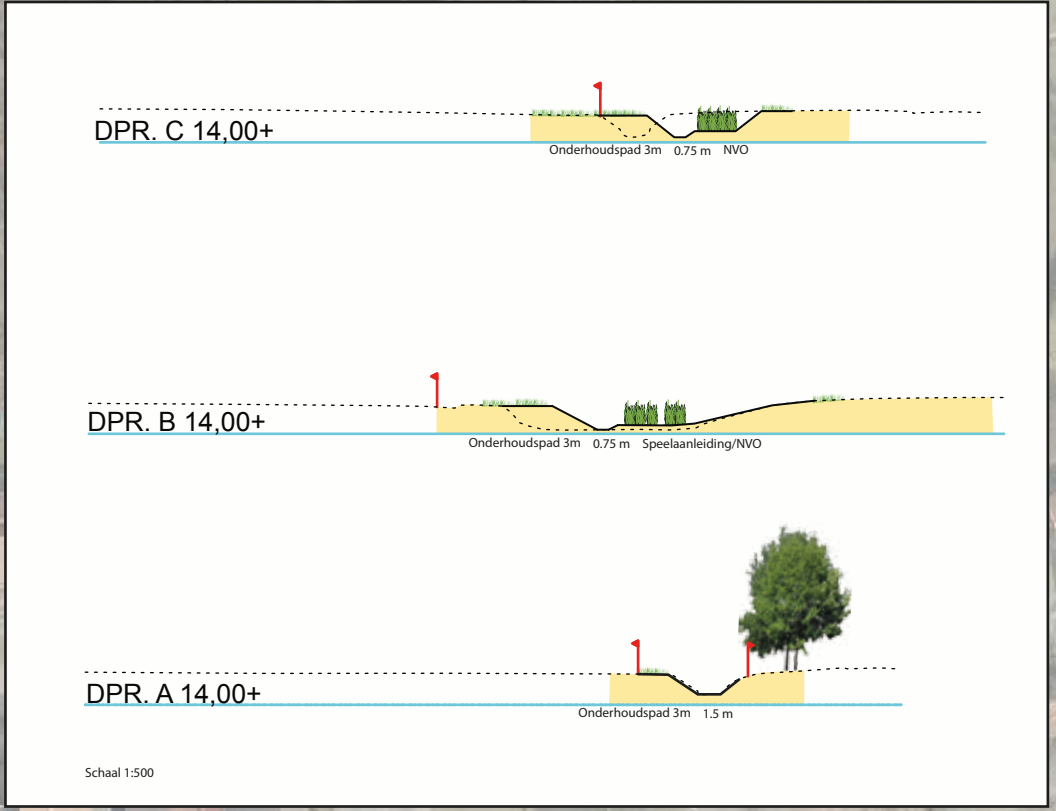 DPR. C 14,00+
Onderhoudspad 3m 0.75 m NVO
DPR. B 14,00+
Onderhoudspad 3m 0.75 m Speelaanleiding/NVO
DPR. A 14,00+
Onderhoudspad 3m 1.5 m
Schaal 1:500